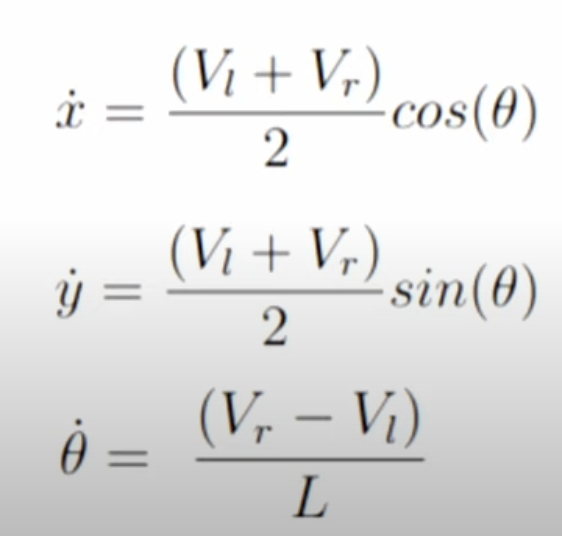 ẋ = (V_l + V_r)/2 cos(θ)
ẏ = (V_l + V_r)/2 sin(θ)
θ̇ = (V_r − V_l)/L